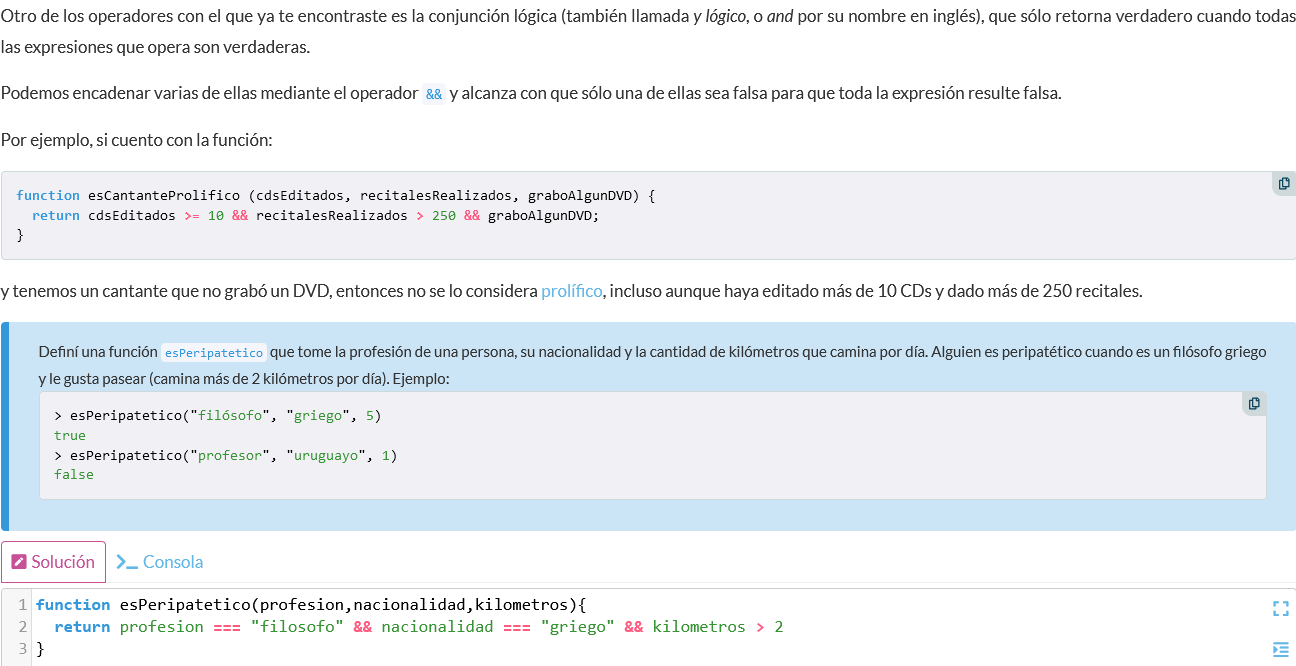 Otro de los operadores con el que ya te encontraste es la conjunción lógica (también llamada y lógico, o and por su nombre en inglés), que sólo retorna verdadero cuando todas
las expresiones que opera son verdaderas.
Podemos encadenar varias de ellas mediante el operador && y alcanza con que sólo una de ellas sea falsa para que toda la expresión resulte falsa.
Por ejemplo, si cuento con la función:
function esCantanteProlifico (cdsEditados, recitalesRealizados, graboAlgunDVD) {
  return cdsEditados >= 10 && recitalesRealizados > 250 && graboAlgunDVD;
}
y tenemos un cantante que no grabó un DVD, entonces no se lo considera prolífico, incluso aunque haya editado más de 10 CDs y dado más de 250 recitales.
Definí una función esPeripatetico que tome la profesión de una persona, su nacionalidad y la cantidad de kilómetros que camina por día. Alguien es peripatético cuando es un filósofo griego
y le gusta pasear (camina más de 2 kilómetros por día). Ejemplo:
> esPeripatetico("filósofo", "griego", 5)
true
> esPeripatetico("profesor", "uruguayo", 1)
false
Solución >_ Consola
1 function esPeripatetico(profesion,nacionalidad,kilometros){
2   return profesion === "filosofo" && nacionalidad === "griego" && kilometros > 2
3 }